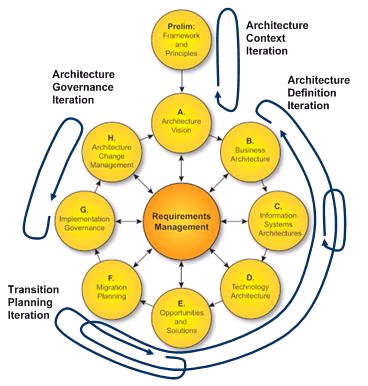 Prelim:
Framework
and
Principles
Architecture
Context
Iteration
Architecture
Governance
Iteration
Architecture
Definition
Iteration
A.
Architecture
Vision
H.
Architecture
Change
Management
B.
Business
Architecture
Requirements
Management
G.
Implementation
Governance
C.
Information
Systems
Architectures
F.
Migration
Planning
D.
Technology
Architecture
Transition
Planning
Iteration
E.
Opportunities
and
Solutions